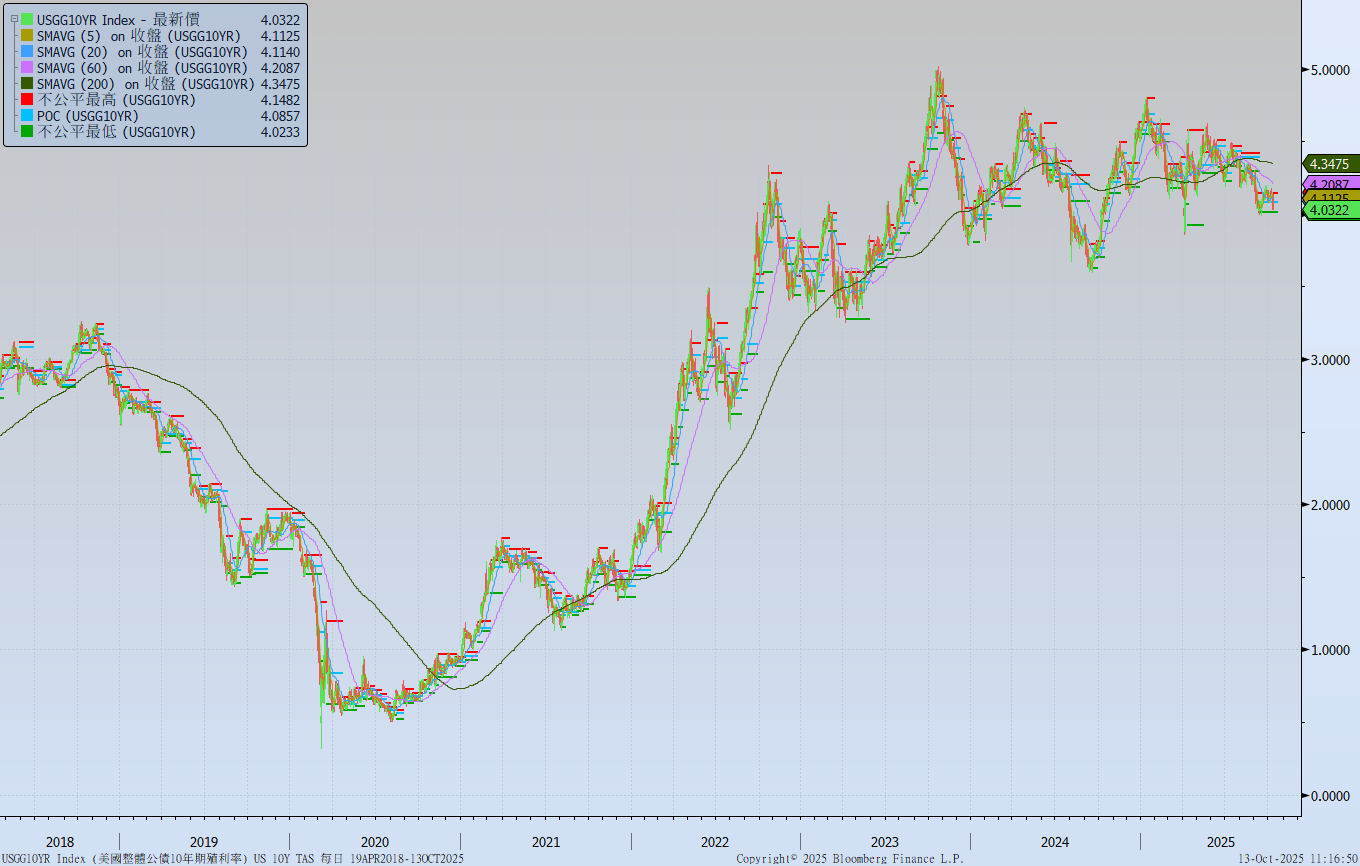 USGG10YR Index - 最新價 4.0322
SMAVG (5) on 收盤 (USGG10YR) 4.1125
SMAVG (20) on 收盤 (USGG10YR) 4.1140
SMAVG (60) on 收盤 (USGG10YR) 4.2087
SMAVG (200) on 收盤 (USGG10YR) 4.3475
不公平最高 (USGG10YR) 4.1482
POC (USGG10YR) 4.0857
不公平最低 (USGG10YR) 4.0233
5.0000
4.3475
4.2087
4.1125
4.0322
3.0000
2.0000
1.0000
0.0000
2018 2019 2020 2021 2022 2023 2024 2025
USGG10YR Index (美國整體公債10年期殖利率) US 10Y TAS 每日 19APR2018-13OCT2025 Copyright© 2025 Bloomberg Finance L.P. 13-Oct-2025 11:16:50